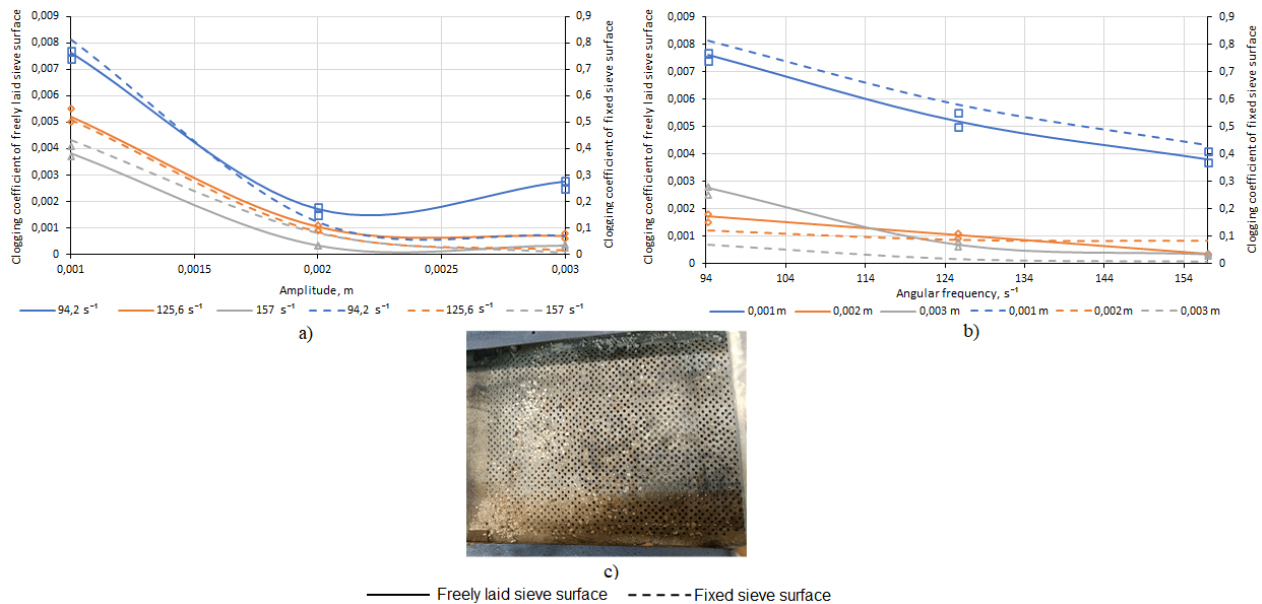 Clogging coefficient of freely laid sieve surface
0,009
0,008
0,007
0,006
0,005
0,004
0,003
0,002
0,001
0
0,9
0,8
0,7
0,6
0,5
0,4
0,3
0,2
0,1
0
Clogging coefficient of fixed sieve surface
0,001
0,0015
0,002
0,0025
0,003
Amplitude, m
94,2 s⁻¹
125,6 s⁻¹
157 s⁻¹
94,2 s⁻¹
125,6 s⁻¹
157 s⁻¹
a)
Clogging coefficient of freely laid sieve surface
0,009
0,008
0,007
0,006
0,005
0,004
0,003
0,002
0,001
0
0,9
0,8
0,7
0,6
0,5
0,4
0,3
0,2
0,1
0
Clogging coefficient of fixed sieve surface
94
104
114
124
134
144
154
Angular frequency, s⁻¹
0,001 m
0,002 m
0,003 m
0,001 m
0,002 m
0,003 m
b)
c)
Freely laid sieve surface
Fixed sieve surface